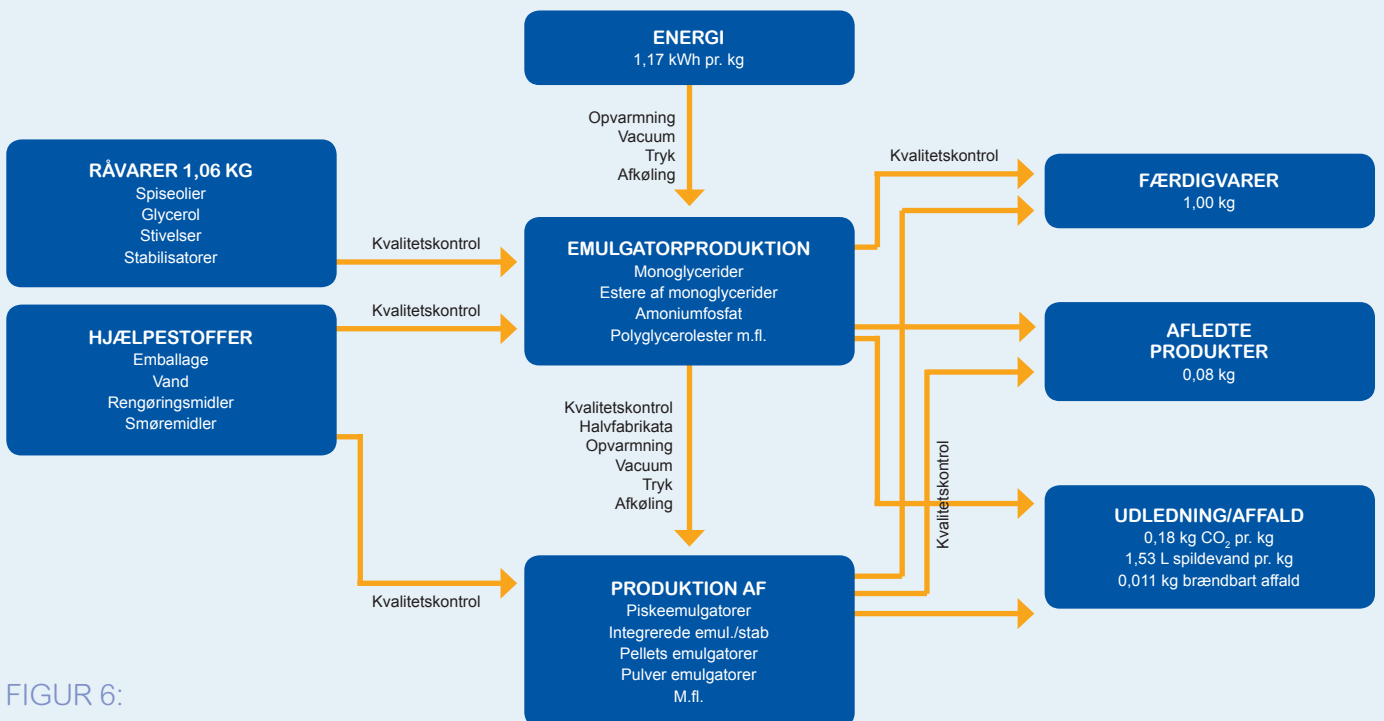 ENERGI
1,17 kWh pr. kg
Opvarmning
Vacuum
Tryk
Afkøling
RÅVARER 1,06 KG
Spiseolier
Glycerol
Stivelser
Stabilisatorer
Kvalitetskontrol
HJÆLPESTOFFER
Emballage
Vand
Rengøringsmidler
Smøremidler
Kvalitetskontrol
Kvalitetskontrol
EMULGATORPRODUKTION
Monoglycerider
Estere af monoglycerider
Amoniumfosfat
Polyglycerolester m.fl.
Kvalitetskontrol
Halvfabrikata
Opvarmning
Vacuum
Tryk
Afkøling
PRODUKTION AF
Piskeemulgatorer
Integrerede emul./stab
Pellets emulgatorer
Pulver emulgatorer
M.fl.
Kvalitetskontrol
Kvalitetskontrol
FÆRDIGVARER
1,00 kg
AFLEDTE
PRODUKTER
0,08 kg
UDLEDNING/AFFALD
0,18 kg CO₂ pr. kg
1,53 L spildevand pr. kg
0,011 kg brændbart affald
FIGUR 6: